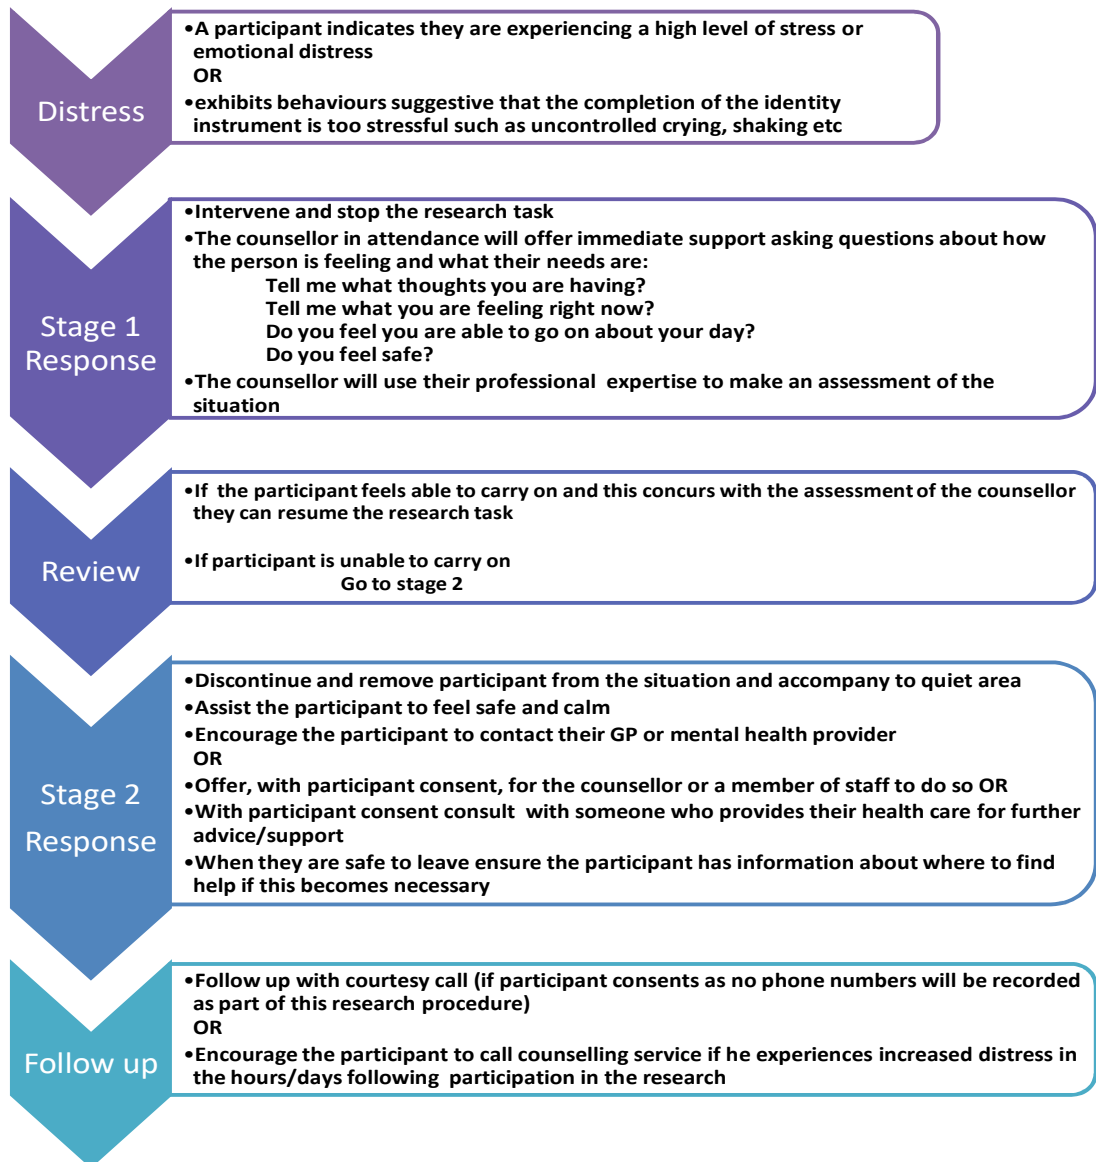 Distress
•A participant indicates they are experiencing a high level of stress or
emotional distress
OR
•exhibits behaviours suggestive that the completion of the identity
instrument is too stressful such as uncontrolled crying, shaking etc
Stage 1
Response
•Intervene and stop the research task
•The counsellor in attendance will offer immediate support asking questions about how
the person is feeling and what their needs are:
Tell me what thoughts you are having?
Tell me what you are feeling right now?
Do you feel you are able to go on about your day?
Do you feel safe?
•The counsellor will use their professional expertise to make an assessment of the
situation
Review
•If the participant feels able to carry on and this concurs with the assessment of the counsellor
they can resume the research task
•If participant is unable to carry on
Go to stage 2
Stage 2
Response
•Discontinue and remove participant from the situation and accompany to quiet area
•Assist the participant to feel safe and calm
•Encourage the participant to contact their GP or mental health provider
OR
•Offer, with participant consent, for the counsellor or a member of staff to do so OR
•With participant consent consult with someone who provides their health care for further
advice/support
•When they are safe to leave ensure the participant has information about where to find
help if this becomes necessary
Follow up
•Follow up with courtesy call (if participant consents as no phone numbers will be recorded
as part of this research procedure)
OR
•Encourage the participant to call counselling service if he experiences increased distress in
the hours/days following participation in the research